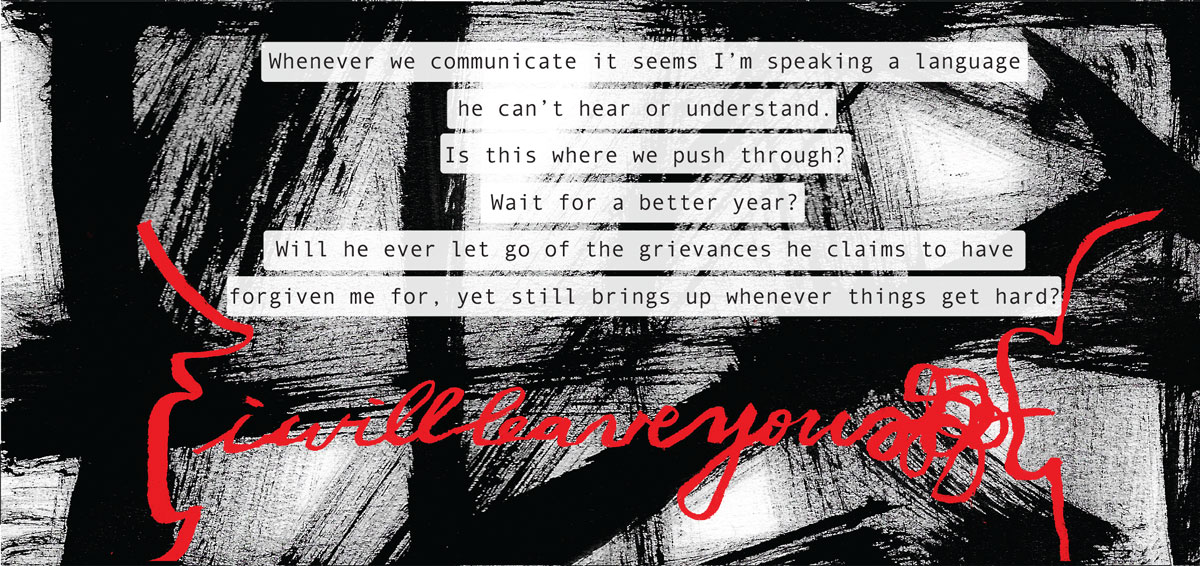 Whenever we communicate it seems I’m speaking a language
he can’t hear or understand.
Is this where we push through?
Wait for a better year?
Will he ever let go of the grievances he claims to have
forgiven me for, yet still brings up whenever things get hard?
i will leave you